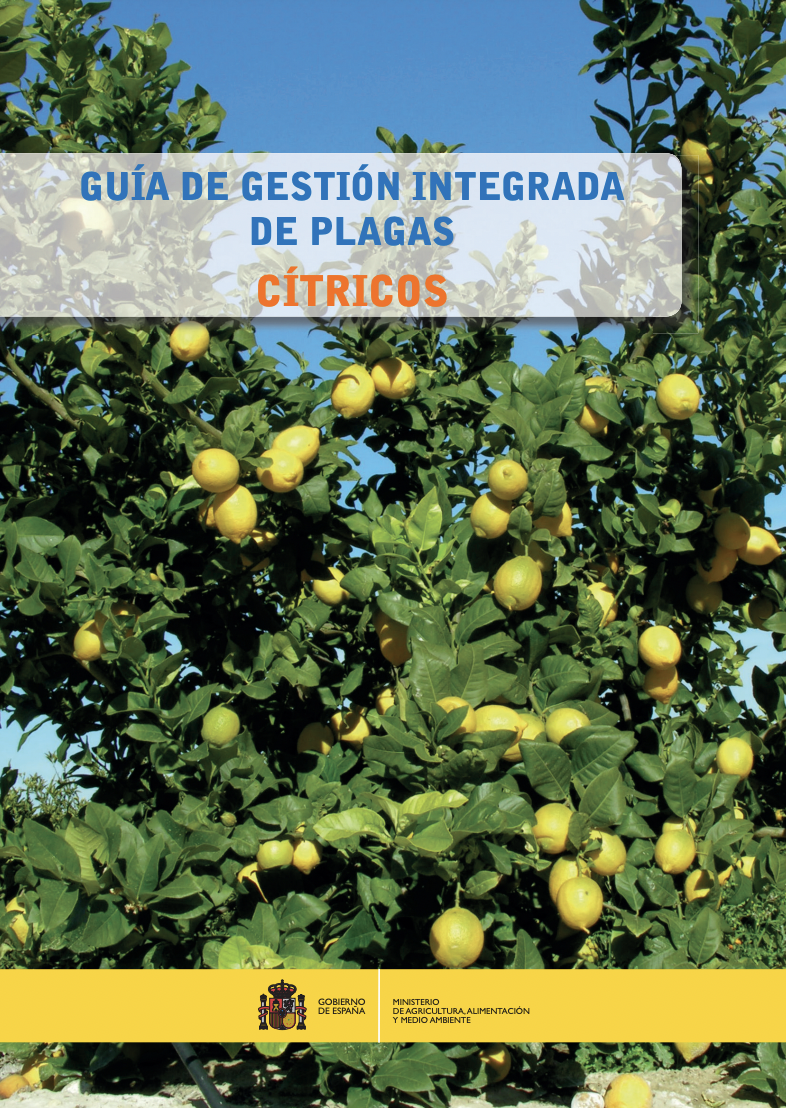 GUÍA DE GESTIÓN INTEGRADA
DE PLAGAS
CÍTRICOS
GOBIERNO
DE ESPAÑA
MINISTERIO
DE AGRICULTURA, ALIMENTACIÓN
Y MEDIO AMBIENTE